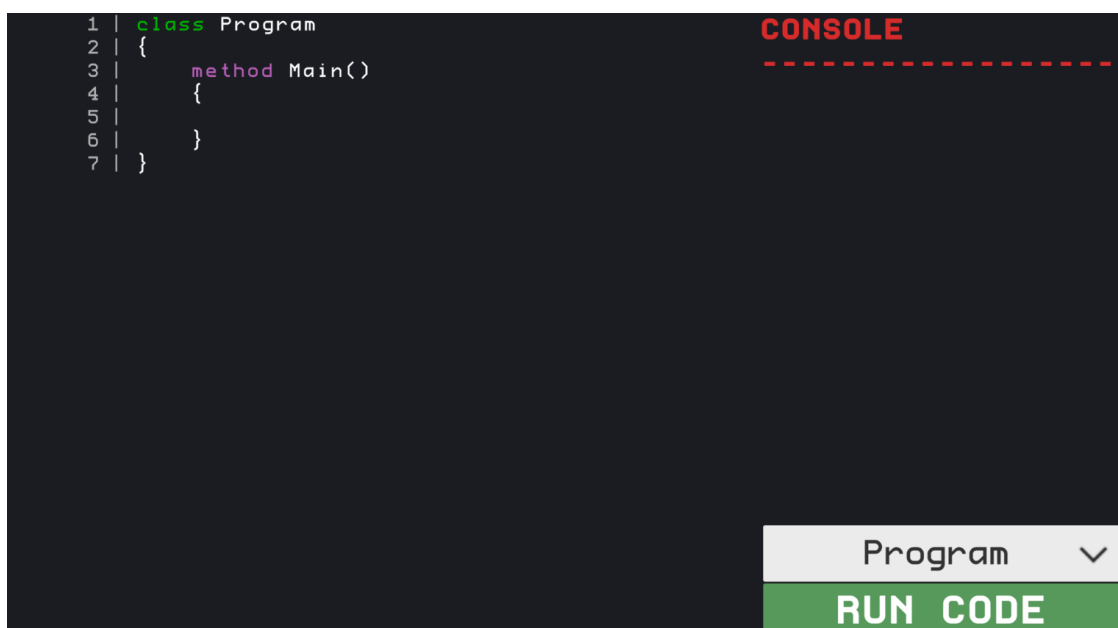 1 | class Program
2 | {
3 |     method Main()
4 |     {
5 |
6 |     }
7 | }
CONSOLE
--------------------
Program
RUN CODE